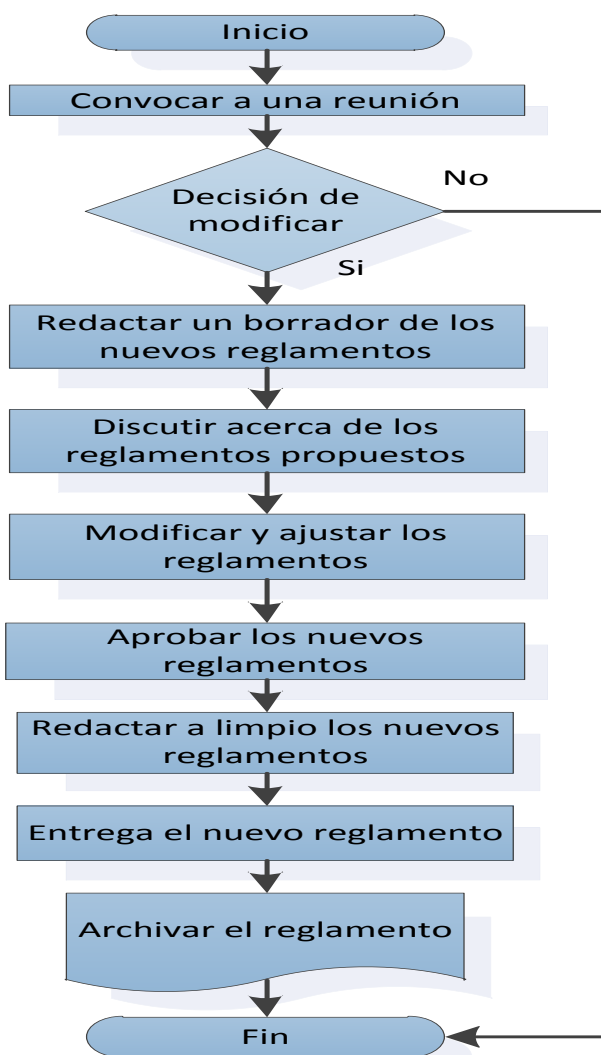 Inicio
Convocar a una reunión
Decisión de
modificar
No
Si
Redactar un borrador de los
nuevos reglamentos
Discutir acerca de los
reglamentos propuestos
Modificar y ajustar los
reglamentos
Aprobar los nuevos
reglamentos
Redactar a limpio los nuevos
reglamentos
Entrega el nuevo reglamento
Archivar el reglamento
Fin